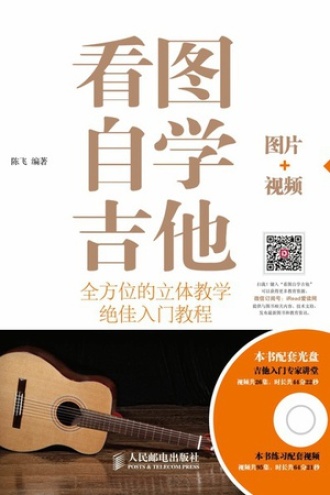 看图
自学
吉他
陈飞 编著
图片
+
视频
全方位的立体教学
绝佳入门教程
本书配套光盘
吉他入门专家讲堂
本书练习配套视频
人民邮电出版社
POSTS & TELECOM PRESS